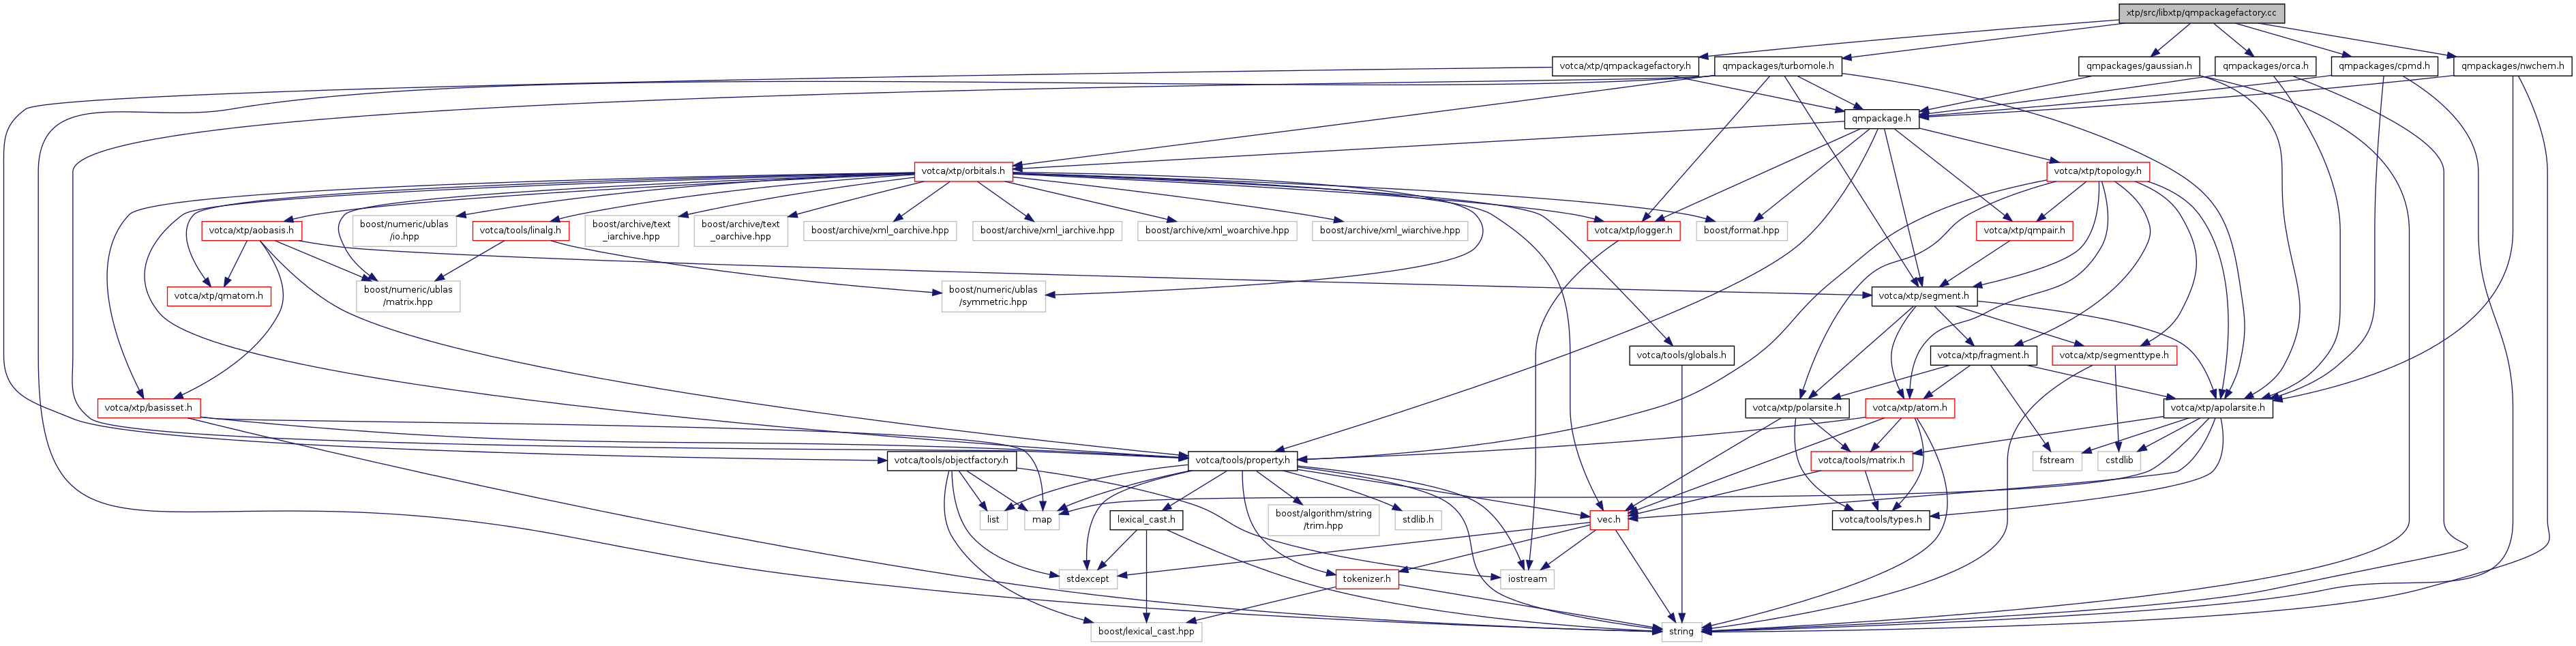 xtp/src/libxtp/qmpackagefactory.cc
votca/xtp/qmpackagefactory.h
qmpackages/turbomole.h
qmpackages/gaussian.h
qmpackages/orca.h
qmpackages/cpmd.h
qmpackages/nwchem.h
qmpackage.h
votca/xtp/orbitals.h
votca/xtp/topology.h
votca/xtp/aobasis.h
boost/numeric/ublas
/io.hpp
votca/tools/linalg.h
boost/archive/text
_iarchive.hpp
boost/archive/text
_oarchive.hpp
boost/archive/xml_oarchive.hpp
boost/archive/xml_iarchive.hpp
boost/archive/xml_woarchive.hpp
boost/archive/xml_wiarchive.hpp
votca/xtp/logger.h
boost/format.hpp
votca/xtp/qmpair.h
votca/xtp/qmatom.h
boost/numeric/ublas
/matrix.hpp
boost/numeric/ublas
/symmetric.hpp
votca/xtp/segment.h
votca/tools/globals.h
votca/xtp/fragment.h
votca/xtp/segmenttype.h
votca/xtp/basisset.h
votca/xtp/polarsite.h
votca/xtp/atom.h
votca/xtp/apolarsite.h
votca/tools/objectfactory.h
votca/tools/property.h
votca/tools/matrix.h
fstream
cstdlib
list
map
lexical_cast.h
boost/algorithm/string
/trim.hpp
stdlib.h
vec.h
votca/tools/types.h
stdexcept
tokenizer.h
iostream
boost/lexical_cast.hpp
string